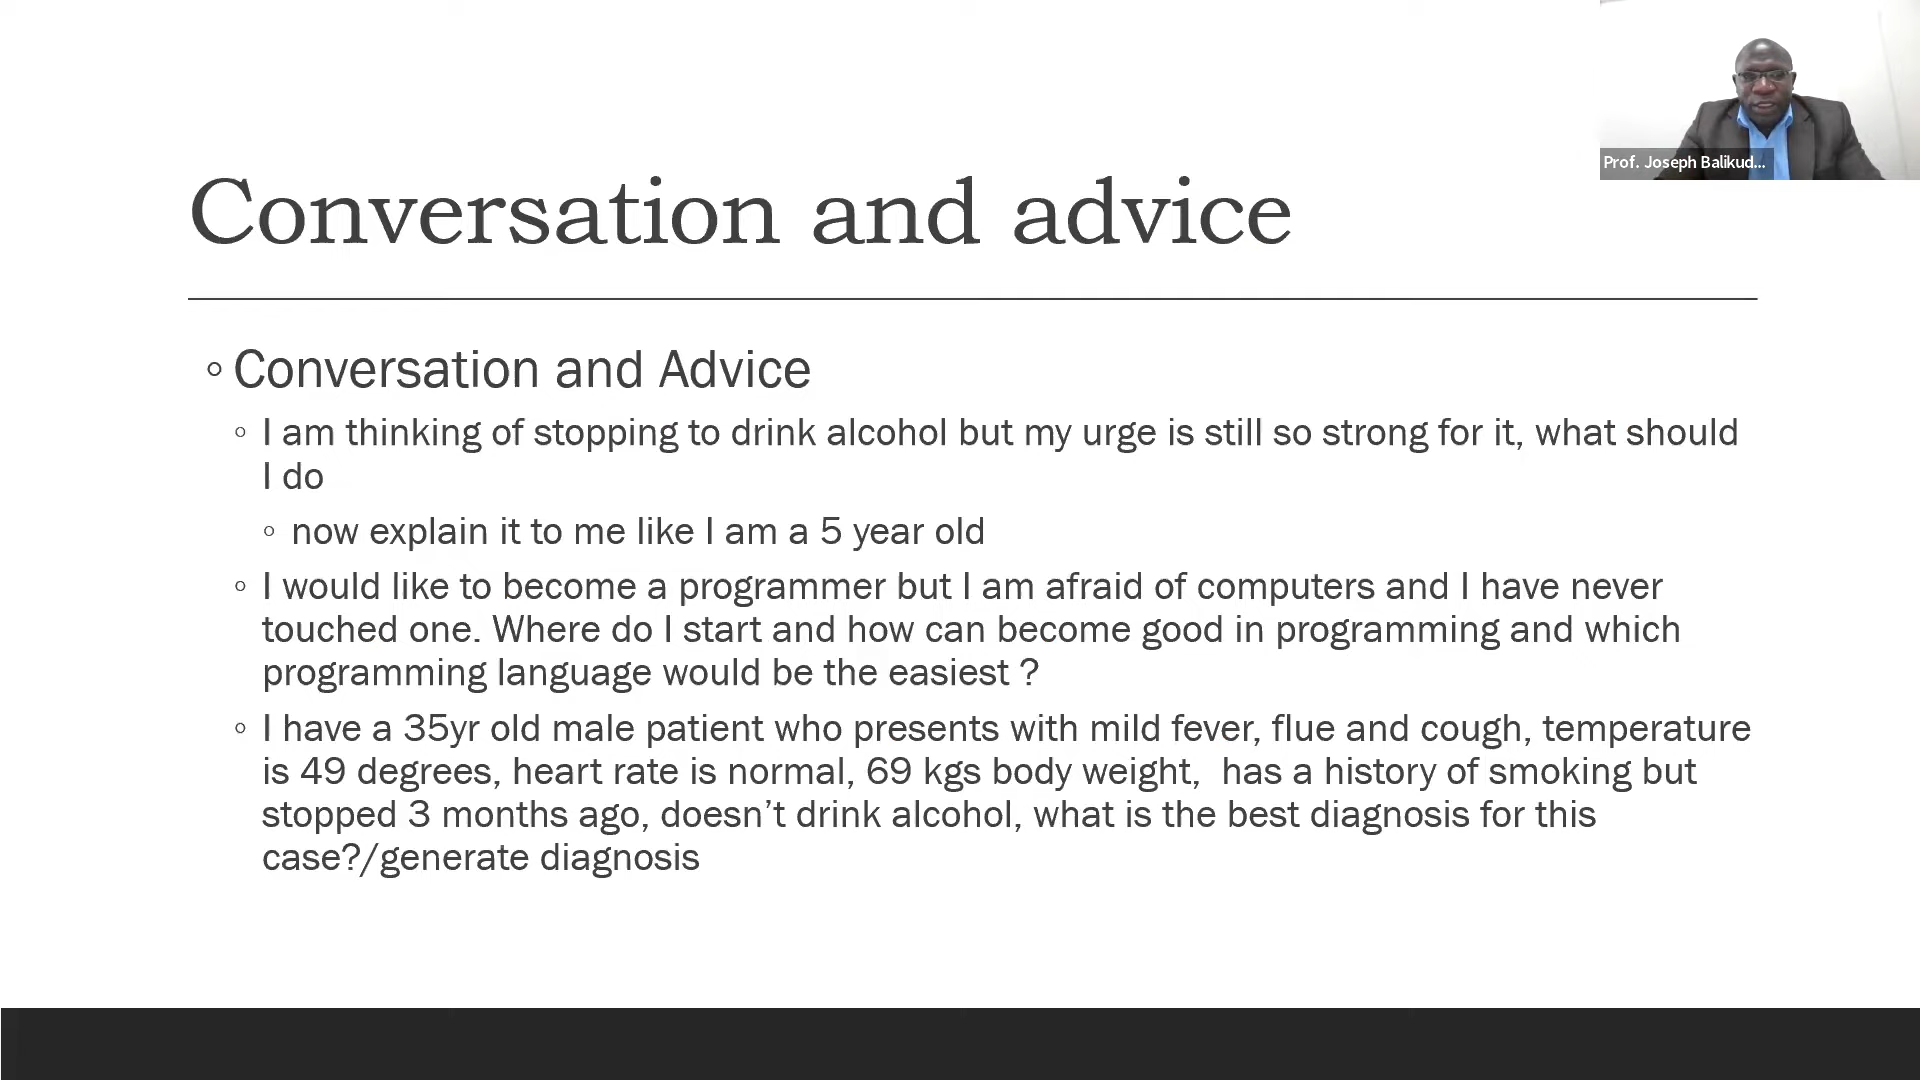 Prof. Joseph Balikud...
Conversation and advice
◦ Conversation and Advice
◦ I am thinking of stopping to drink alcohol but my urge is still so strong for it, what should
I do
◦ now explain it to me like I am a 5 year old
◦ I would like to become a programmer but I am afraid of computers and I have never
touched one. Where do I start and how can become good in programming and which
programming language would be the easiest ?
◦ I have a 35yr old male patient who presents with mild fever, flue and cough, temperature
is 49 degrees, heart rate is normal, 69 kgs body weight,  has a history of smoking but
stopped 3 months ago, doesn’t drink alcohol, what is the best diagnosis for this
case?/generate diagnosis